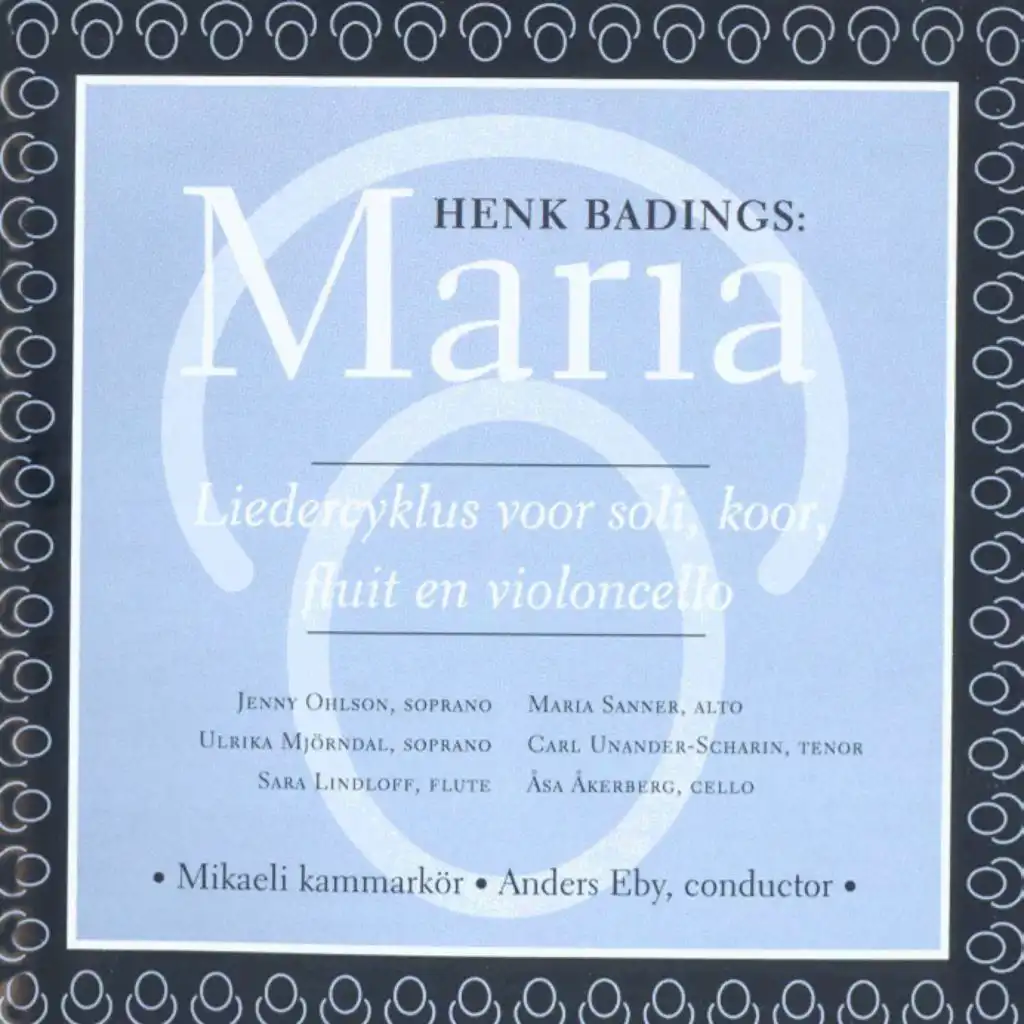 HENK BADINGS:
Maria
Liedercyklus voor soli, koor,
fluit en violoncello
JENNY OHLSON, SOPRANO
MARIA SANNER, ALTO
ULRIKA MJÖRNDAL, SOPRANO
CARL UNANDER-SCHARIN, TENOR
SARA LINDLOFF, FLUTE
ÅSA ÅKERBERG, CELLO
• Mikaeli kammarkör • Anders Eby, conductor •